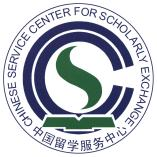 CHINESE SERVICE CENTER FOR SCHOLARLY EXCHANGE
中国留学服务中心